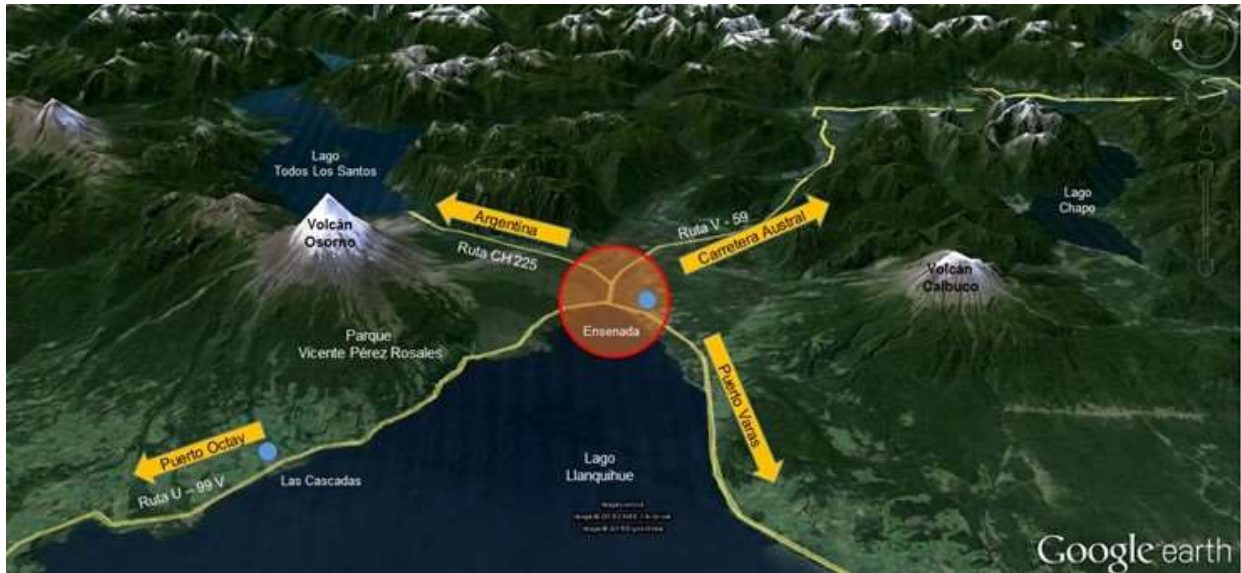 O
Lago
Todos Los Santos
Lago
Chapo
Volcán
Osorno
Argentina
Ruta CH 225
Ruta V - 59
Carretera Austral
Volcán
Calbuco
Ensenada
Parque
Vicente Pérez Rosales
Puerto Varas
Puerto Octay
Ruta U – 99 V
Las Cascadas
Lago
Llanquihue
Google earth